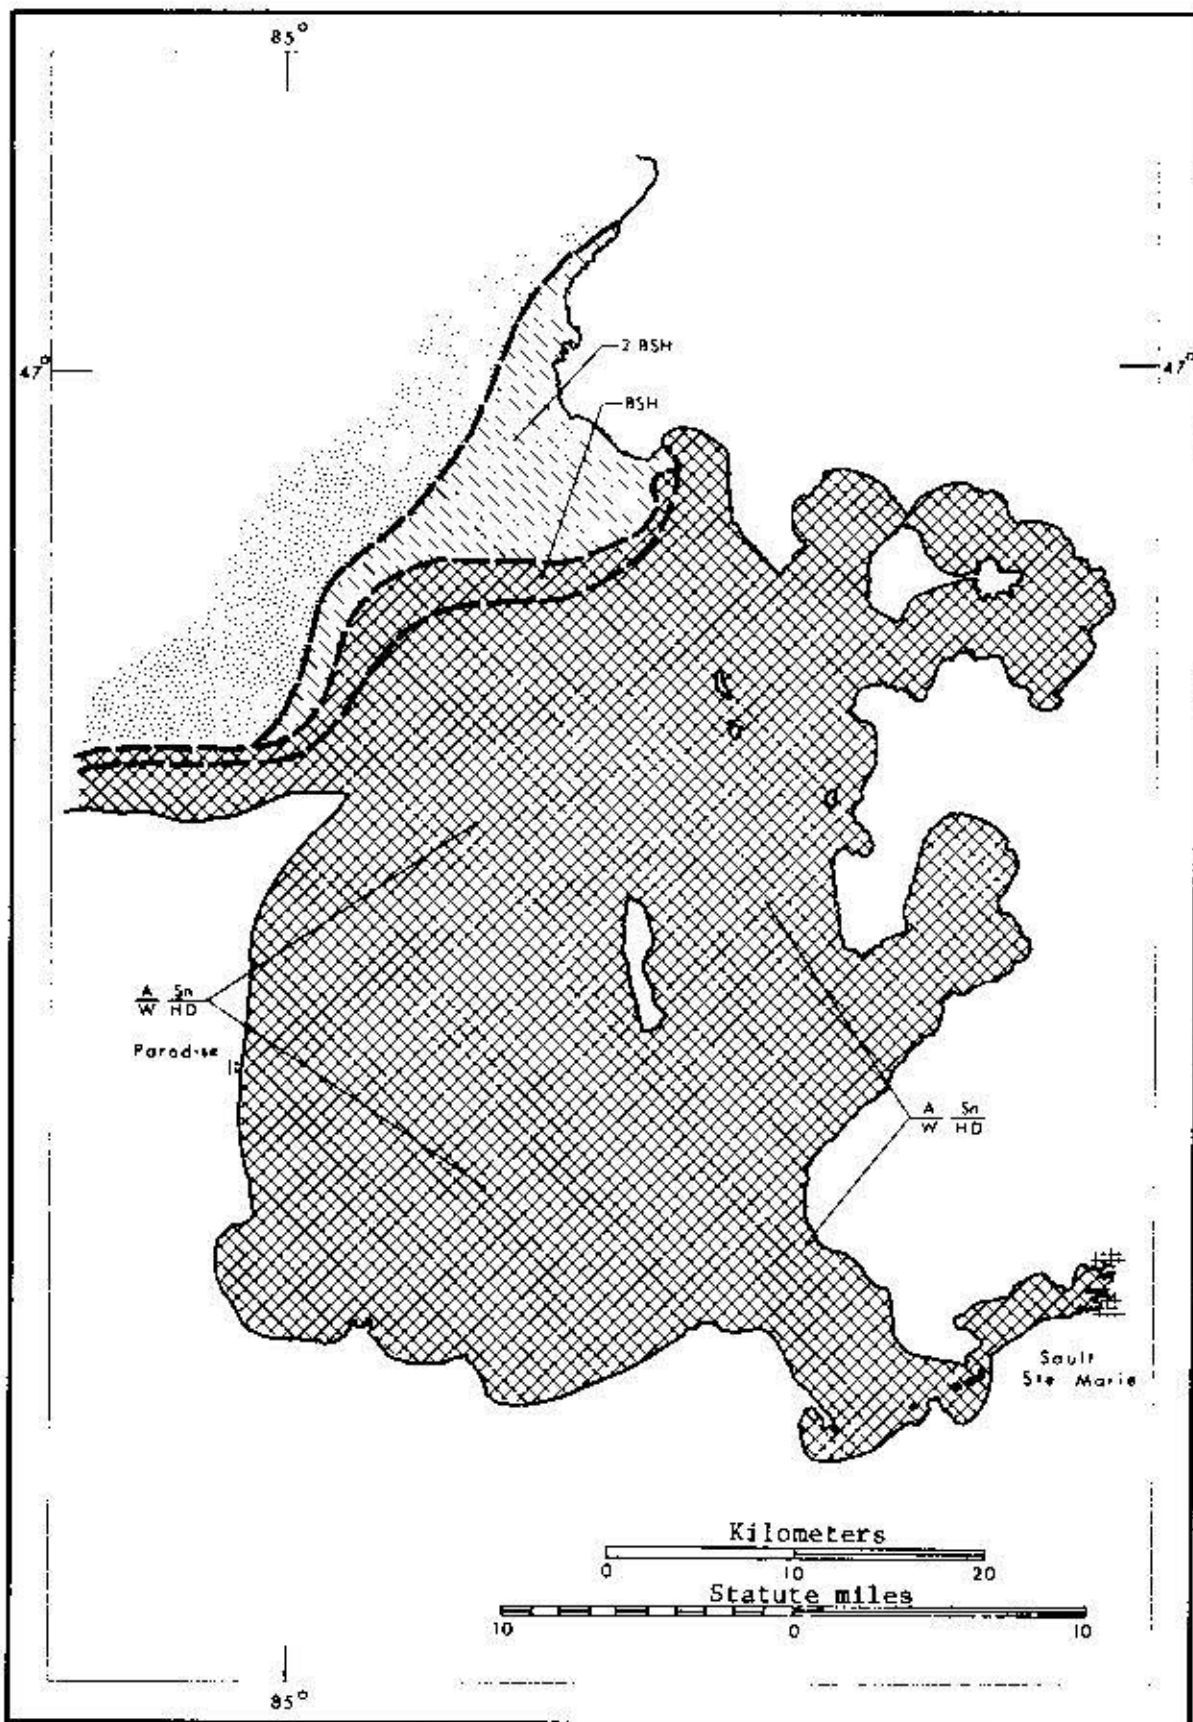 85°
2 BSH
BSH
47°
47°
A Sn
W HD
Paradise
A Sn
W HD
Sault
Ste Marie
Kilometers
0 10 20
Statute miles
10 0 10
85°